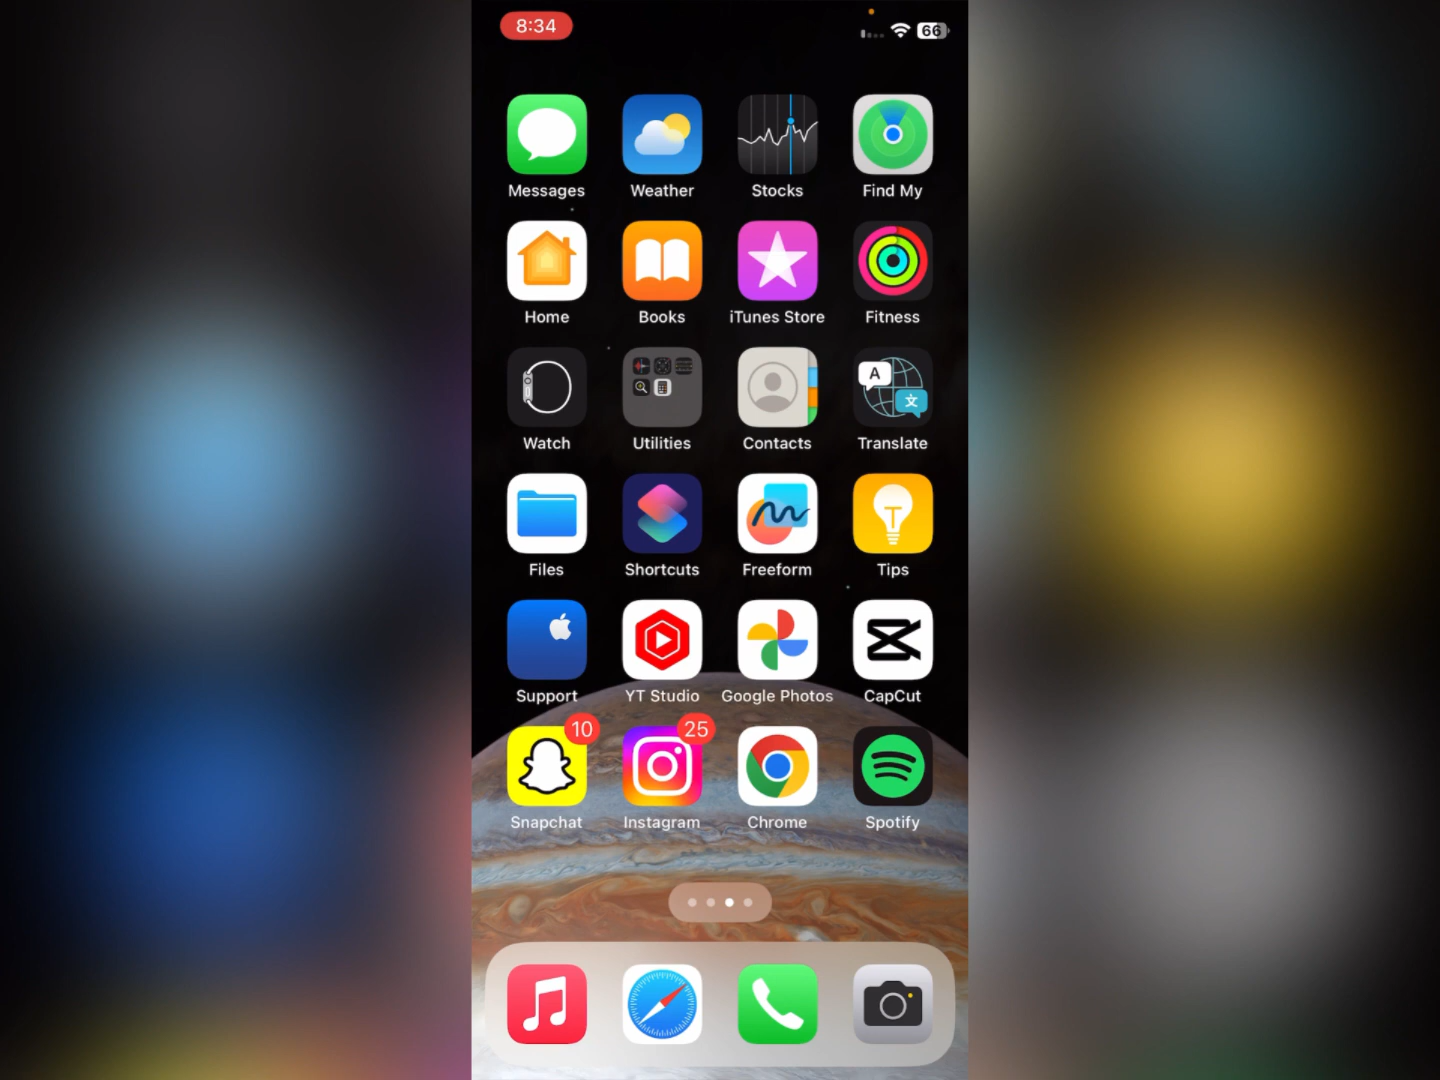 8:34
66
Messages Weather Stocks Find My
Home Books iTunes Store Fitness
A
文
Watch Utilities Contacts Translate
T
Files Shortcuts Freeform Tips
Support YT Studio Google Photos CapCut
10 25
Snapchat Instagram Chrome Spotify